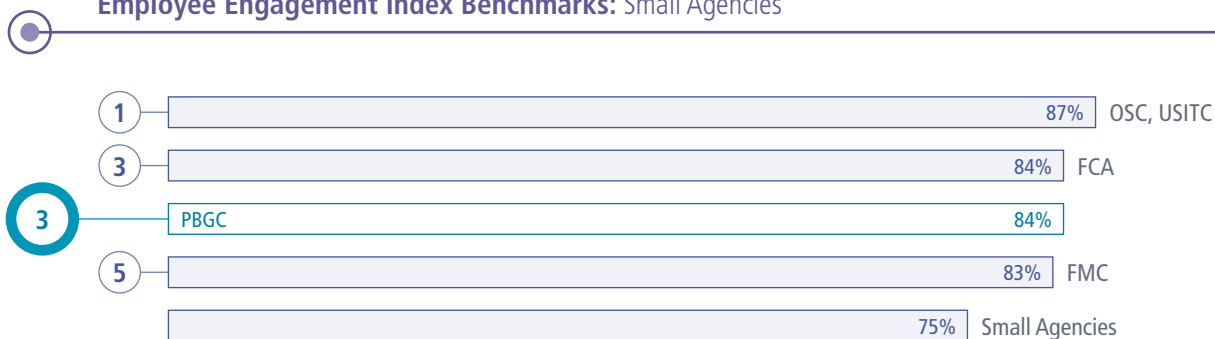 Employee Engagement Index Benchmarks: Small Agencies
1 87% OSC, USITC
3 84% FCA
3 PBGC 84%
5 83% FMC
75% Small Agencies